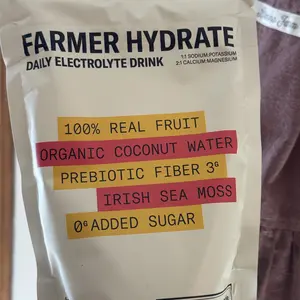 FARMER HYDRATE
DAILY ELECTROLYTE DRINK
1:1 SODIUM:POTASSIUM
2:1 CALCIUM:MAGNESIUM
100% REAL FRUIT
ORGANIC COCONUT WATER
PREBIOTIC FIBER 3G
IRISH SEA MOSS
0G ADDED SUGAR